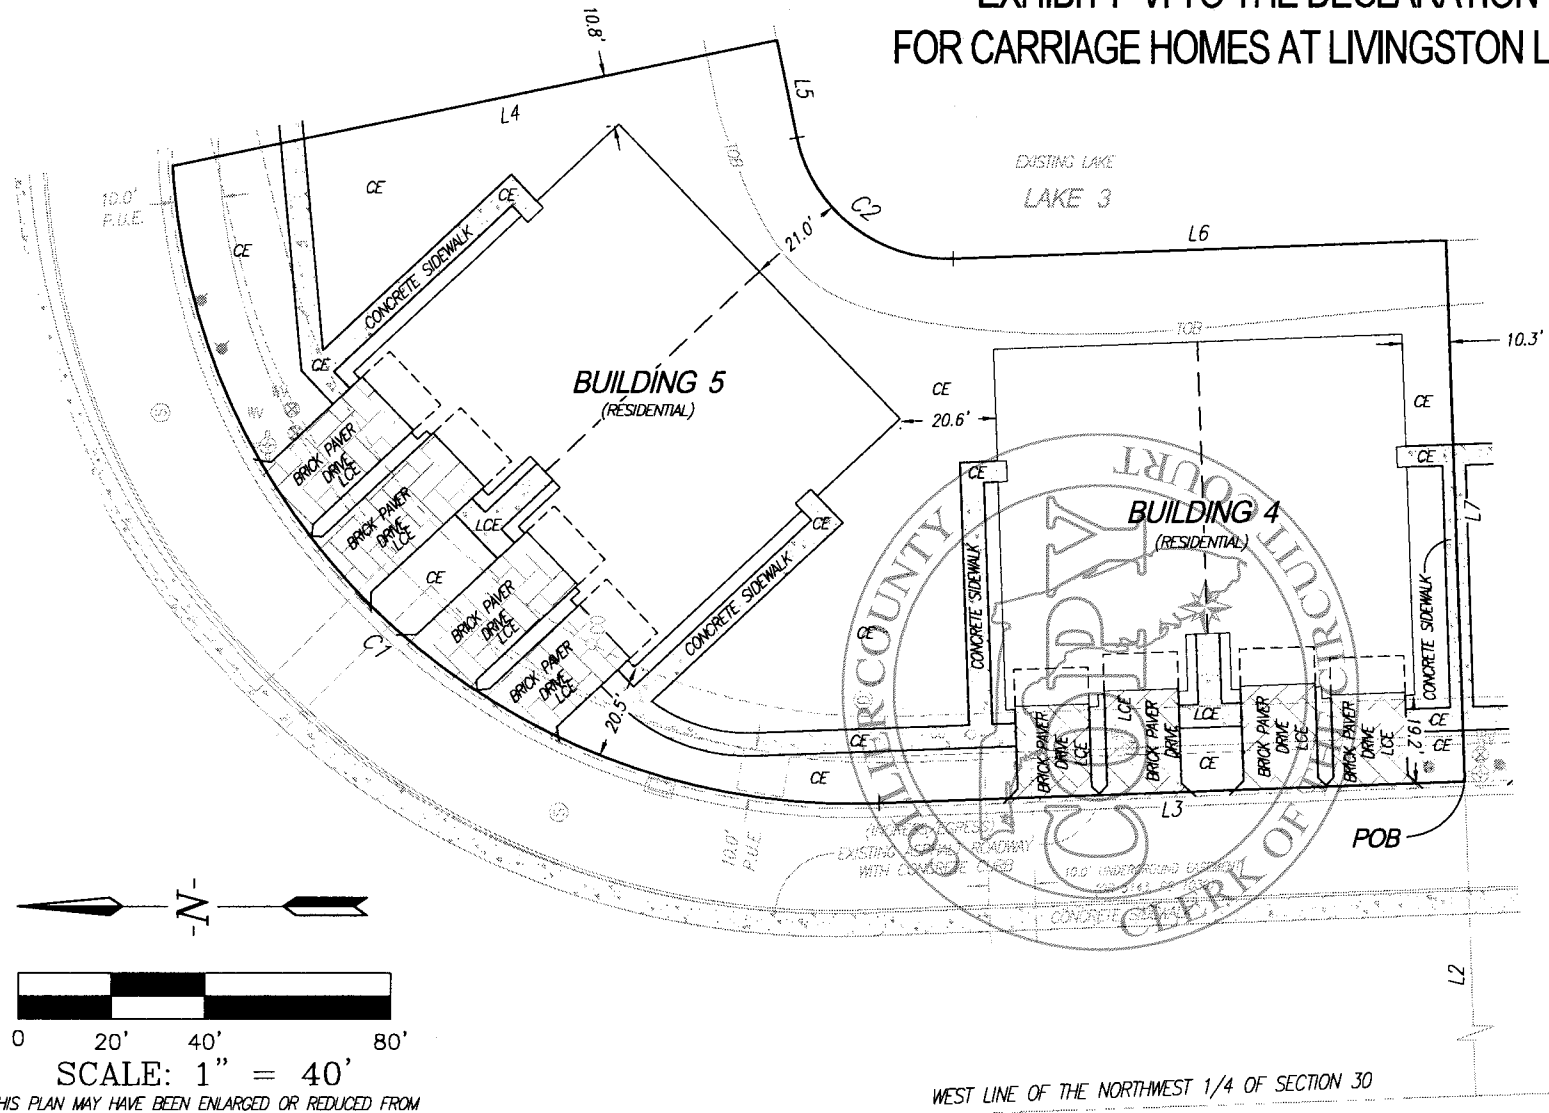 FOR CARRIAGE HOMES AT LIVINGSTON L
10.8'
L4
L5
TOB
EXISTING LAKE
LAKE 3
10.0'
P.U.E.
CE
CE
CE
CONCRETE SIDEWALK
C2
21.0'
L6
TOB
10.3'
CE
BUILDING 5
(RESIDENTIAL)
CE
20.6'
CE
CE
CE
BUILDING 4
(RESIDENTIAL)
L7
BRICK PAVER
DRIVE
LCE
BRICK PAVER
DRIVE
LCE
LCE
CE
BRICK PAVER
DRIVE
LCE
BRICK PAVER
DRIVE
LCE
C1
CE
CONCRETE SIDEWALK
20.5'
CONCRETE SIDEWALK
CE
CONCRETE SIDEWALK
CE
CE
BRICK PAVER
DRIVE
LCE
LCE
BRICK PAVER
DRIVE
LCE
CE
BRICK PAVER
DRIVE
LCE
BRICK PAVER
DRIVE
LCE
19.2'
CE
CE
L3
POB
10.0'
P.U.E.
EXISTING ASPHALT ROADWAY
WITH CONCRETE CURB
10.0' UNDERGROUND EASEMENT
CONCRETE
COLLIER COUNTY
CIRCUIT COURT
CLERK OF THE
COPY
L2
-N-
0 20' 40' 80'
SCALE: 1" = 40'
HIS PLAN MAY HAVE BEEN ENLARGED OR REDUCED FROM
WEST LINE OF THE NORTHWEST 1/4 OF SECTION 30